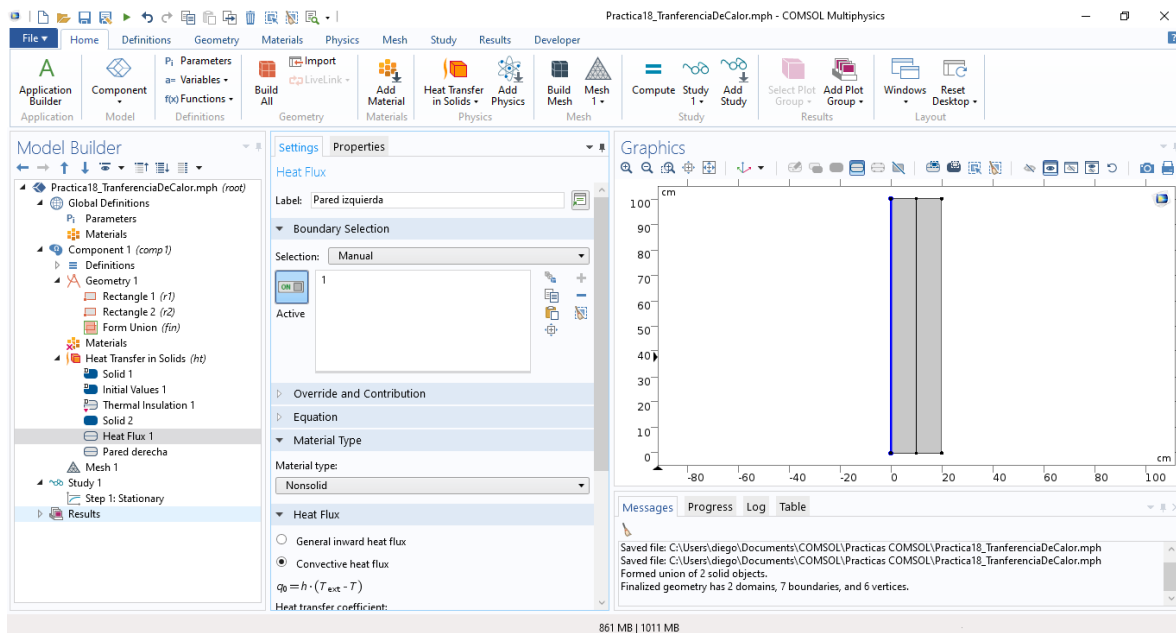 Practica18_TranferenciaDeCalor.mph - COMSOL Multiphysics
File Home Definitions Geometry Materials Physics Mesh Study Results Developer
Application Builder
Component
Pi Parameters
a= Variables
f(x) Functions
Build All
Import
LiveLink
Add Material
Heat Transfer in Solids
Add Physics
Build Mesh
Mesh 1
Compute
Study 1
Add Study
Select Plot Group
Add Plot Group
Windows
Reset Desktop
Application Model Definitions Geometry Materials Physics Mesh Study Results Layout
Model Builder
Practica18_TranferenciaDeCalor.mph (root)
Global Definitions
Pi Parameters
Materials
Component 1 (comp1)
Definitions
Geometry 1
Rectangle 1 (r1)
Rectangle 2 (r2)
Form Union (fin)
Materials
Heat Transfer in Solids (ht)
Solid 1
Initial Values 1
Thermal Insulation 1
Solid 2
Heat Flux 1
Pared derecha
Mesh 1
Study 1
Step 1: Stationary
Results
Settings Properties
Heat Flux
Label: Pared izquierda
Boundary Selection
Selection: Manual
ON
Active
1
Override and Contribution
Equation
Material Type
Material type:
Nonsolid
Heat Flux
General inward heat flux
Convective heat flux
q0=h·(Text-T)
Heat transfer coefficient:
Graphics
cm
100
90
80
70
60
50
40
30
20
10
0
cm
-80 -60 -40 -20 0 20 40 60 80 100
Messages Progress Log Table
Saved file: C:\Users\diego\Documents\COMSOL\Practicas COMSOL\Practica18_TranferenciaDeCalor.mph
Saved file: C:\Users\diego\Documents\COMSOL\Practicas COMSOL\Practica18_TranferenciaDeCalor.mph
Formed union of 2 solid objects.
Finalized geometry has 2 domains, 7 boundaries, and 6 vertices.
861 MB | 1011 MB